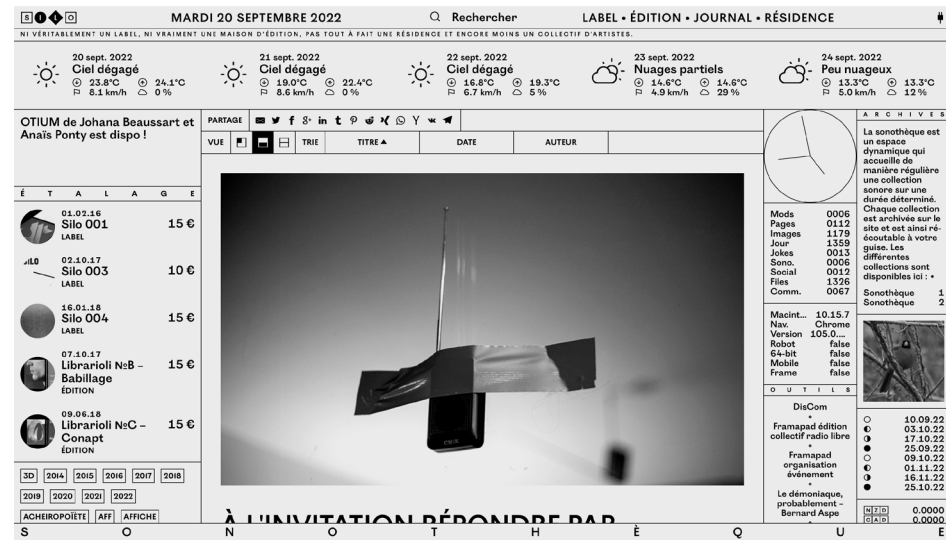 SILO
MARDI 20 SEPTEMBRE 2022
Rechercher
LABEL • ÉDITION • JOURNAL • RÉSIDENCE
NI VÉRITABLEMENT UN LABEL, NI VRAIMENT UNE MAISON D'ÉDITION, PAS TOUT À FAIT UNE RÉSIDENCE ET ENCORE MOINS UN COLLECTIF D'ARTISTES.
20 sept. 2022
Ciel dégagé
23.8°C 24.1°C
8.1 km/h 0 %
21 sept. 2022
Ciel dégagé
19.0°C 22.4°C
8.6 km/h 0 %
22 sept. 2022
Ciel dégagé
16.8°C 19.3°C
6.7 km/h 5 %
23 sept. 2022
Nuages partiels
14.6°C 14.6°C
4.9 km/h 29 %
24 sept. 2022
Peu nuageux
13.3°C 13.3°C
5.0 km/h 12 %
OTIUM de Johana Beaussart et
Anaïs Ponty est dispo !
ÉTALAGE
01.02.16
Silo 001 15 €
LABEL
02.10.17
Silo 003 10 €
LABEL
16.01.18
Silo 004 15 €
LABEL
07.10.17
Librarioli №B – 15 €
Babillage
ÉDITION
09.06.18
Librarioli №C – 15 €
Conapt
ÉDITION
3D 2014 2015 2016 2017 2018
2019 2020 2021 2022
ACHEIROPOÏÈTE AFF AFFICHE
PARTAGE
VUE TRIE TITRE ▲ DATE AUTEUR
À L'INVITATION RÉPONDRE PAR
Mods 0006
Pages 0112
Images 1179
Jour 1359
Jokes 0013
Sono. 0006
Social 0012
Files 1326
Comm. 0067
Macint... 10.15.7
Nav. Chrome
Version 105.0....
Robot false
64-bit false
Mobile false
Frame false
OUTILS
DisCom
•
Framapad édition
collectif radio libre
•
Framapad
organisation
événement
•
Le démoniaque,
probablement –
Bernard Aspe
ARCHIVES
La sonothèque est
un espace
dynamique qui
accueille de
manière régulière
une collection
sonore sur une
durée déterminé.
Chaque collection
est archivée sur le
site et est ainsi ré-
écoutable à votre
guise. Les
différentes
collections sont
disponibles ici : •
Sonothèque 1
Sonothèque 2
10.09.22
03.10.22
17.10.22
25.09.22
09.10.22
01.11.22
16.11.22
25.10.22
NZD 0.0000
CAD 0.0000
SONOTHÈQUE